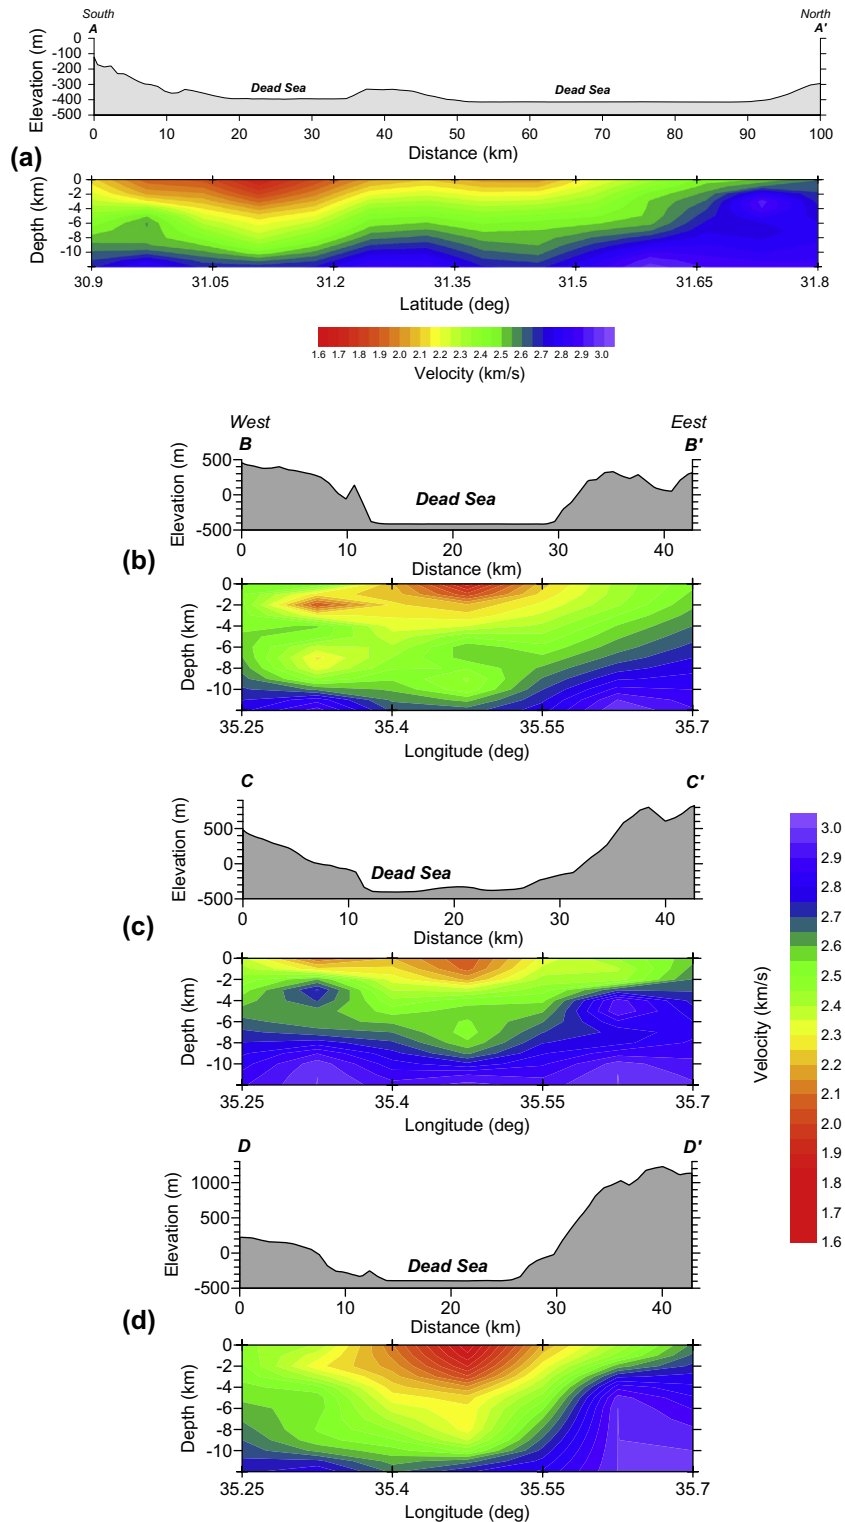 South
North
A
A'
Elevation (m)
0
-100
-200
-300
-400
-500
Dead Sea
Dead Sea
0 10 20 30 40 50 60 70 80 90 100
Distance (km)
(a)
Depth (km)
0
-2
-4
-6
-8
-10
30.9 31.05 31.2 31.35 31.5 31.65 31.8
Latitude (deg)
1.6 1.7 1.8 1.9 2.0 2.1 2.2 2.3 2.4 2.5 2.6 2.7 2.8 2.9 3.0
Velocity (km/s)
West
Eest
B
B'
Elevation (m)
500
0
-500
Dead Sea
0 10 20 30 40
Distance (km)
(b)
Depth (km)
0
-2
-4
-6
-8
-10
35.25 35.4 35.55 35.7
Longitude (deg)
C
C'
Elevation (m)
500
0
-500
Dead Sea
0 10 20 30 40
Distance (km)
(c)
Depth (km)
0
-2
-4
-6
-8
-10
35.25 35.4 35.55 35.7
Longitude (deg)
Velocity (km/s)
3.0
2.9
2.8
2.7
2.6
2.5
2.4
2.3
2.2
2.1
2.0
1.9
1.8
1.7
1.6
D
D'
Elevation (m)
1000
500
0
-500
Dead Sea
0 10 20 30 40
Distance (km)
(d)
Depth (km)
0
-2
-4
-6
-8
-10
35.25 35.4 35.55 35.7
Longitude (deg)